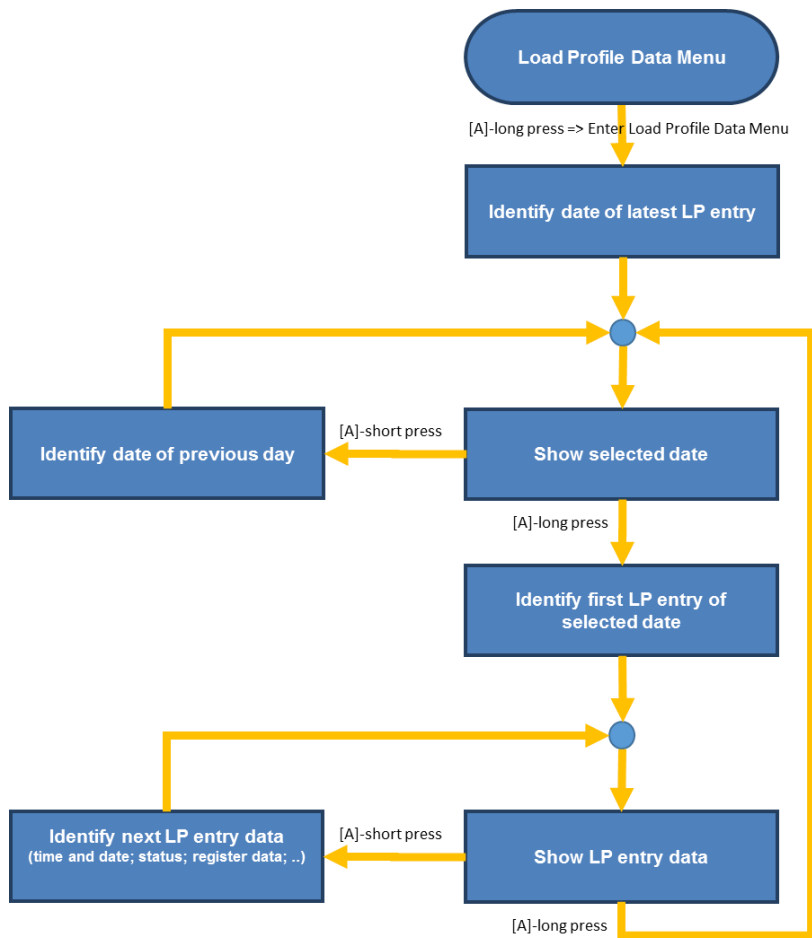 Load Profile Data Menu
[A]-long press => Enter Load Profile Data Menu
Identify date of latest LP entry
Identify date of previous day
[A]-short press
Show selected date
[A]-long press
Identify first LP entry of
selected date
Identify next LP entry data
(time and date; status; register data; ..)
[A]-short press
Show LP entry data
[A]-long press